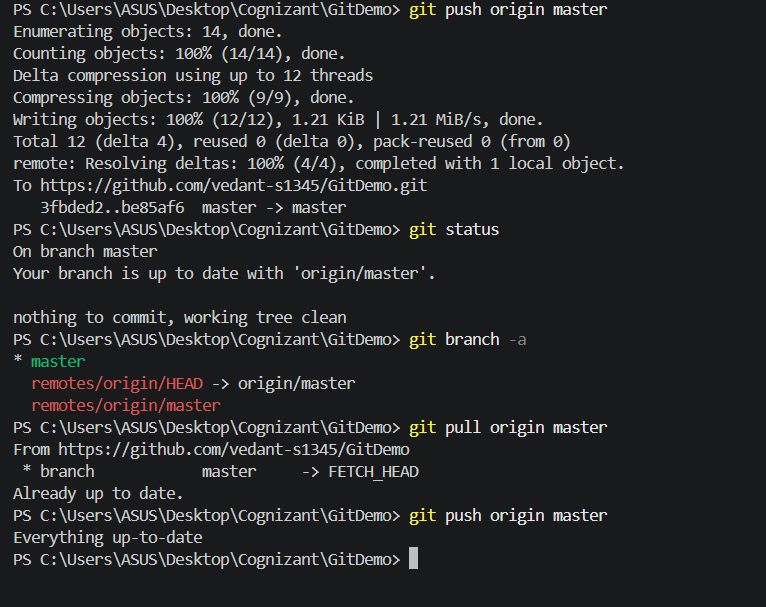 PS C:\Users\ASUS\Desktop\Cognizant\GitDemo> git push origin master
Enumerating objects: 14, done.
Counting objects: 100% (14/14), done.
Delta compression using up to 12 threads
Compressing objects: 100% (9/9), done.
Writing objects: 100% (12/12), 1.21 KiB | 1.21 MiB/s, done.
Total 12 (delta 4), reused 0 (delta 0), pack-reused 0 (from 0)
remote: Resolving deltas: 100% (4/4), completed with 1 local object.
To https://github.com/vedant-s1345/GitDemo.git
   3fbded2..be85af6  master -> master
PS C:\Users\ASUS\Desktop\Cognizant\GitDemo> git status
On branch master
Your branch is up to date with 'origin/master'.

nothing to commit, working tree clean
PS C:\Users\ASUS\Desktop\Cognizant\GitDemo> git branch -a
* master
  remotes/origin/HEAD -> origin/master
  remotes/origin/master
PS C:\Users\ASUS\Desktop\Cognizant\GitDemo> git pull origin master
From https://github.com/vedant-s1345/GitDemo
 * branch            master     -> FETCH_HEAD
Already up to date.
PS C:\Users\ASUS\Desktop\Cognizant\GitDemo> git push origin master
Everything up-to-date
PS C:\Users\ASUS\Desktop\Cognizant\GitDemo>